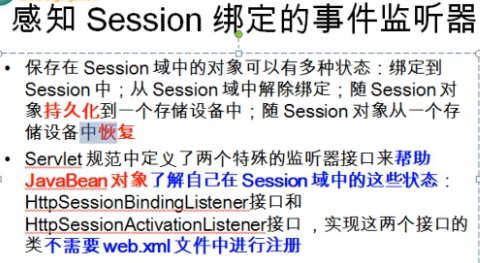 感知 Session 绑定的事件监听器
• 保存在 Session 域中的对象可以有多种状态：绑定到
Session 中；从 Session 域中解除绑定；随 Session 对
象持久化到一个存储设备中；随 Session 对象从一个存
储设备中恢复
• Servlet 规范中定义了两个特殊的监听器接口来帮助
JavaBean 对象了解自己在 Session 域中的这些状态：
HttpSessionBindingListener接口和
HttpSessionActivationListener接口 ，实现这两个接口的
类不需要 web.xml 文件中进行注册